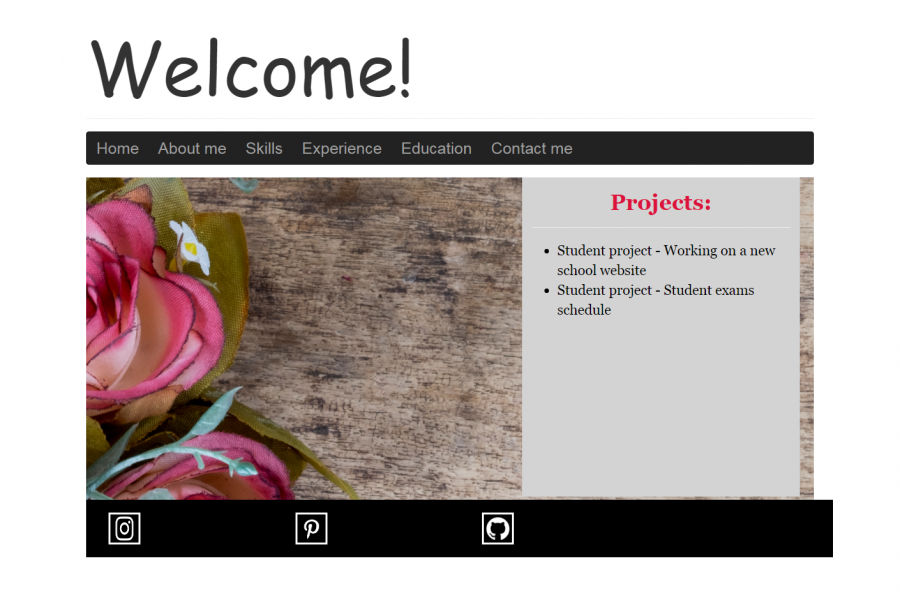 Welcome!
Home About me Skills Experience Education Contact me
Projects:
Student project - Working on a new
school website
Student project - Student exams
schedule